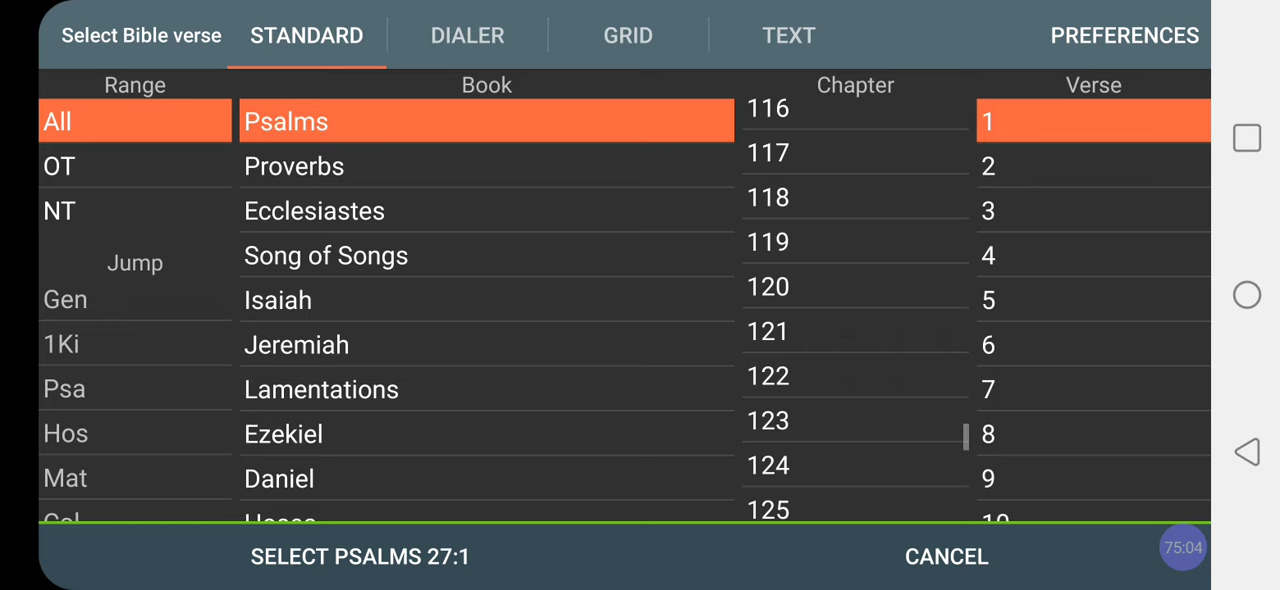 Select Bible verse STANDARD DIALER GRID TEXT PREFERENCES
Range Book Chapter Verse
All Psalms 116 1
OT Proverbs 117 2
NT Ecclesiastes 118 3
Jump Song of Songs 119 4
Gen Isaiah 120 5
1Ki Jeremiah 121 6
Psa Lamentations 122 7
Hos Ezekiel 123 8
Mat Daniel 124 9
Col Hosea 125 10
SELECT PSALMS 27:1 CANCEL 75:04